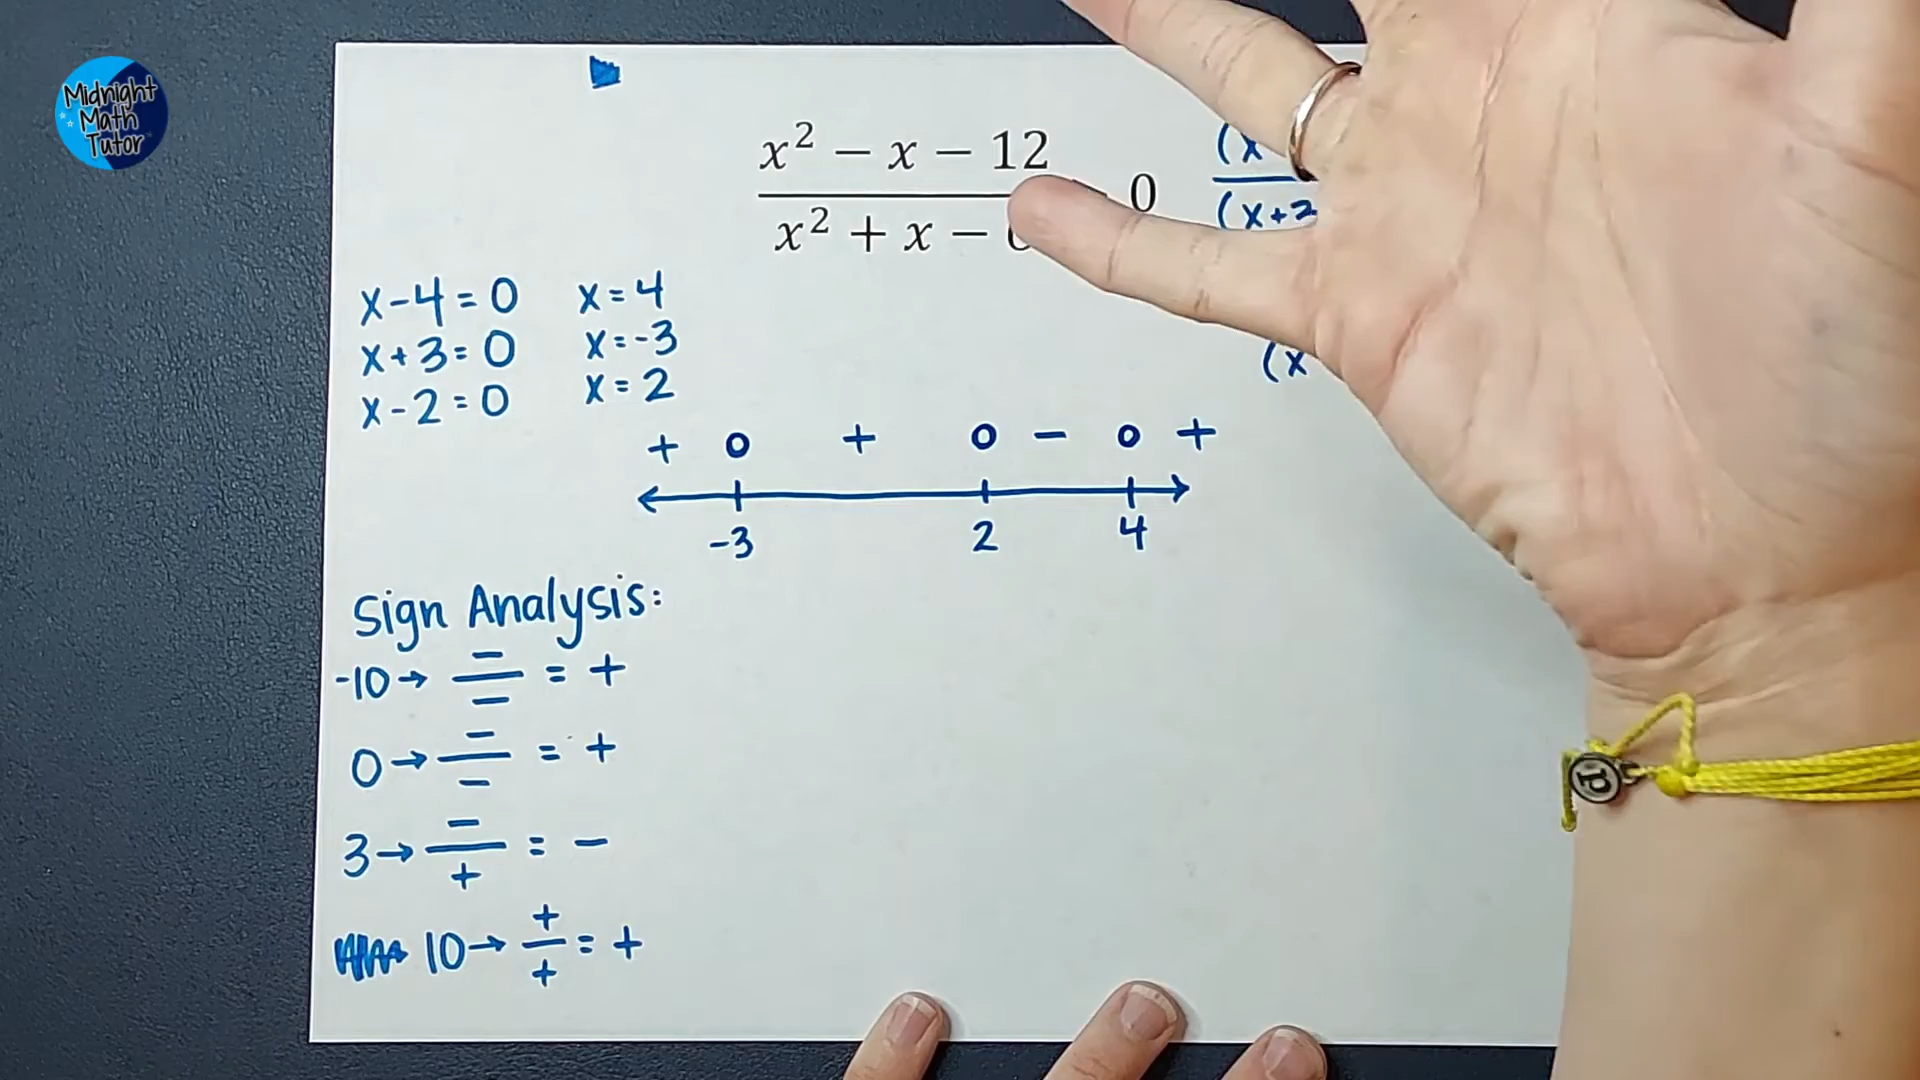 Midnight
Math
Tutor
x² − x − 12
x² + x −
0
(x
(x+2
x-4=0 x=4
x+3=0 x=-3
x-2=0 x=2
(x
+ 0 + 0 - 0 +
-3 2 4
Sign Analysis:
-10→ −/− = +
0→ −/− = +
3→ −/+ = −
10→ +/+ = +